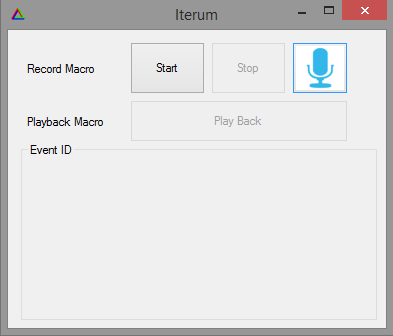 Iterum
Record Macro Start Stop
Playback Macro Play Back
Event ID